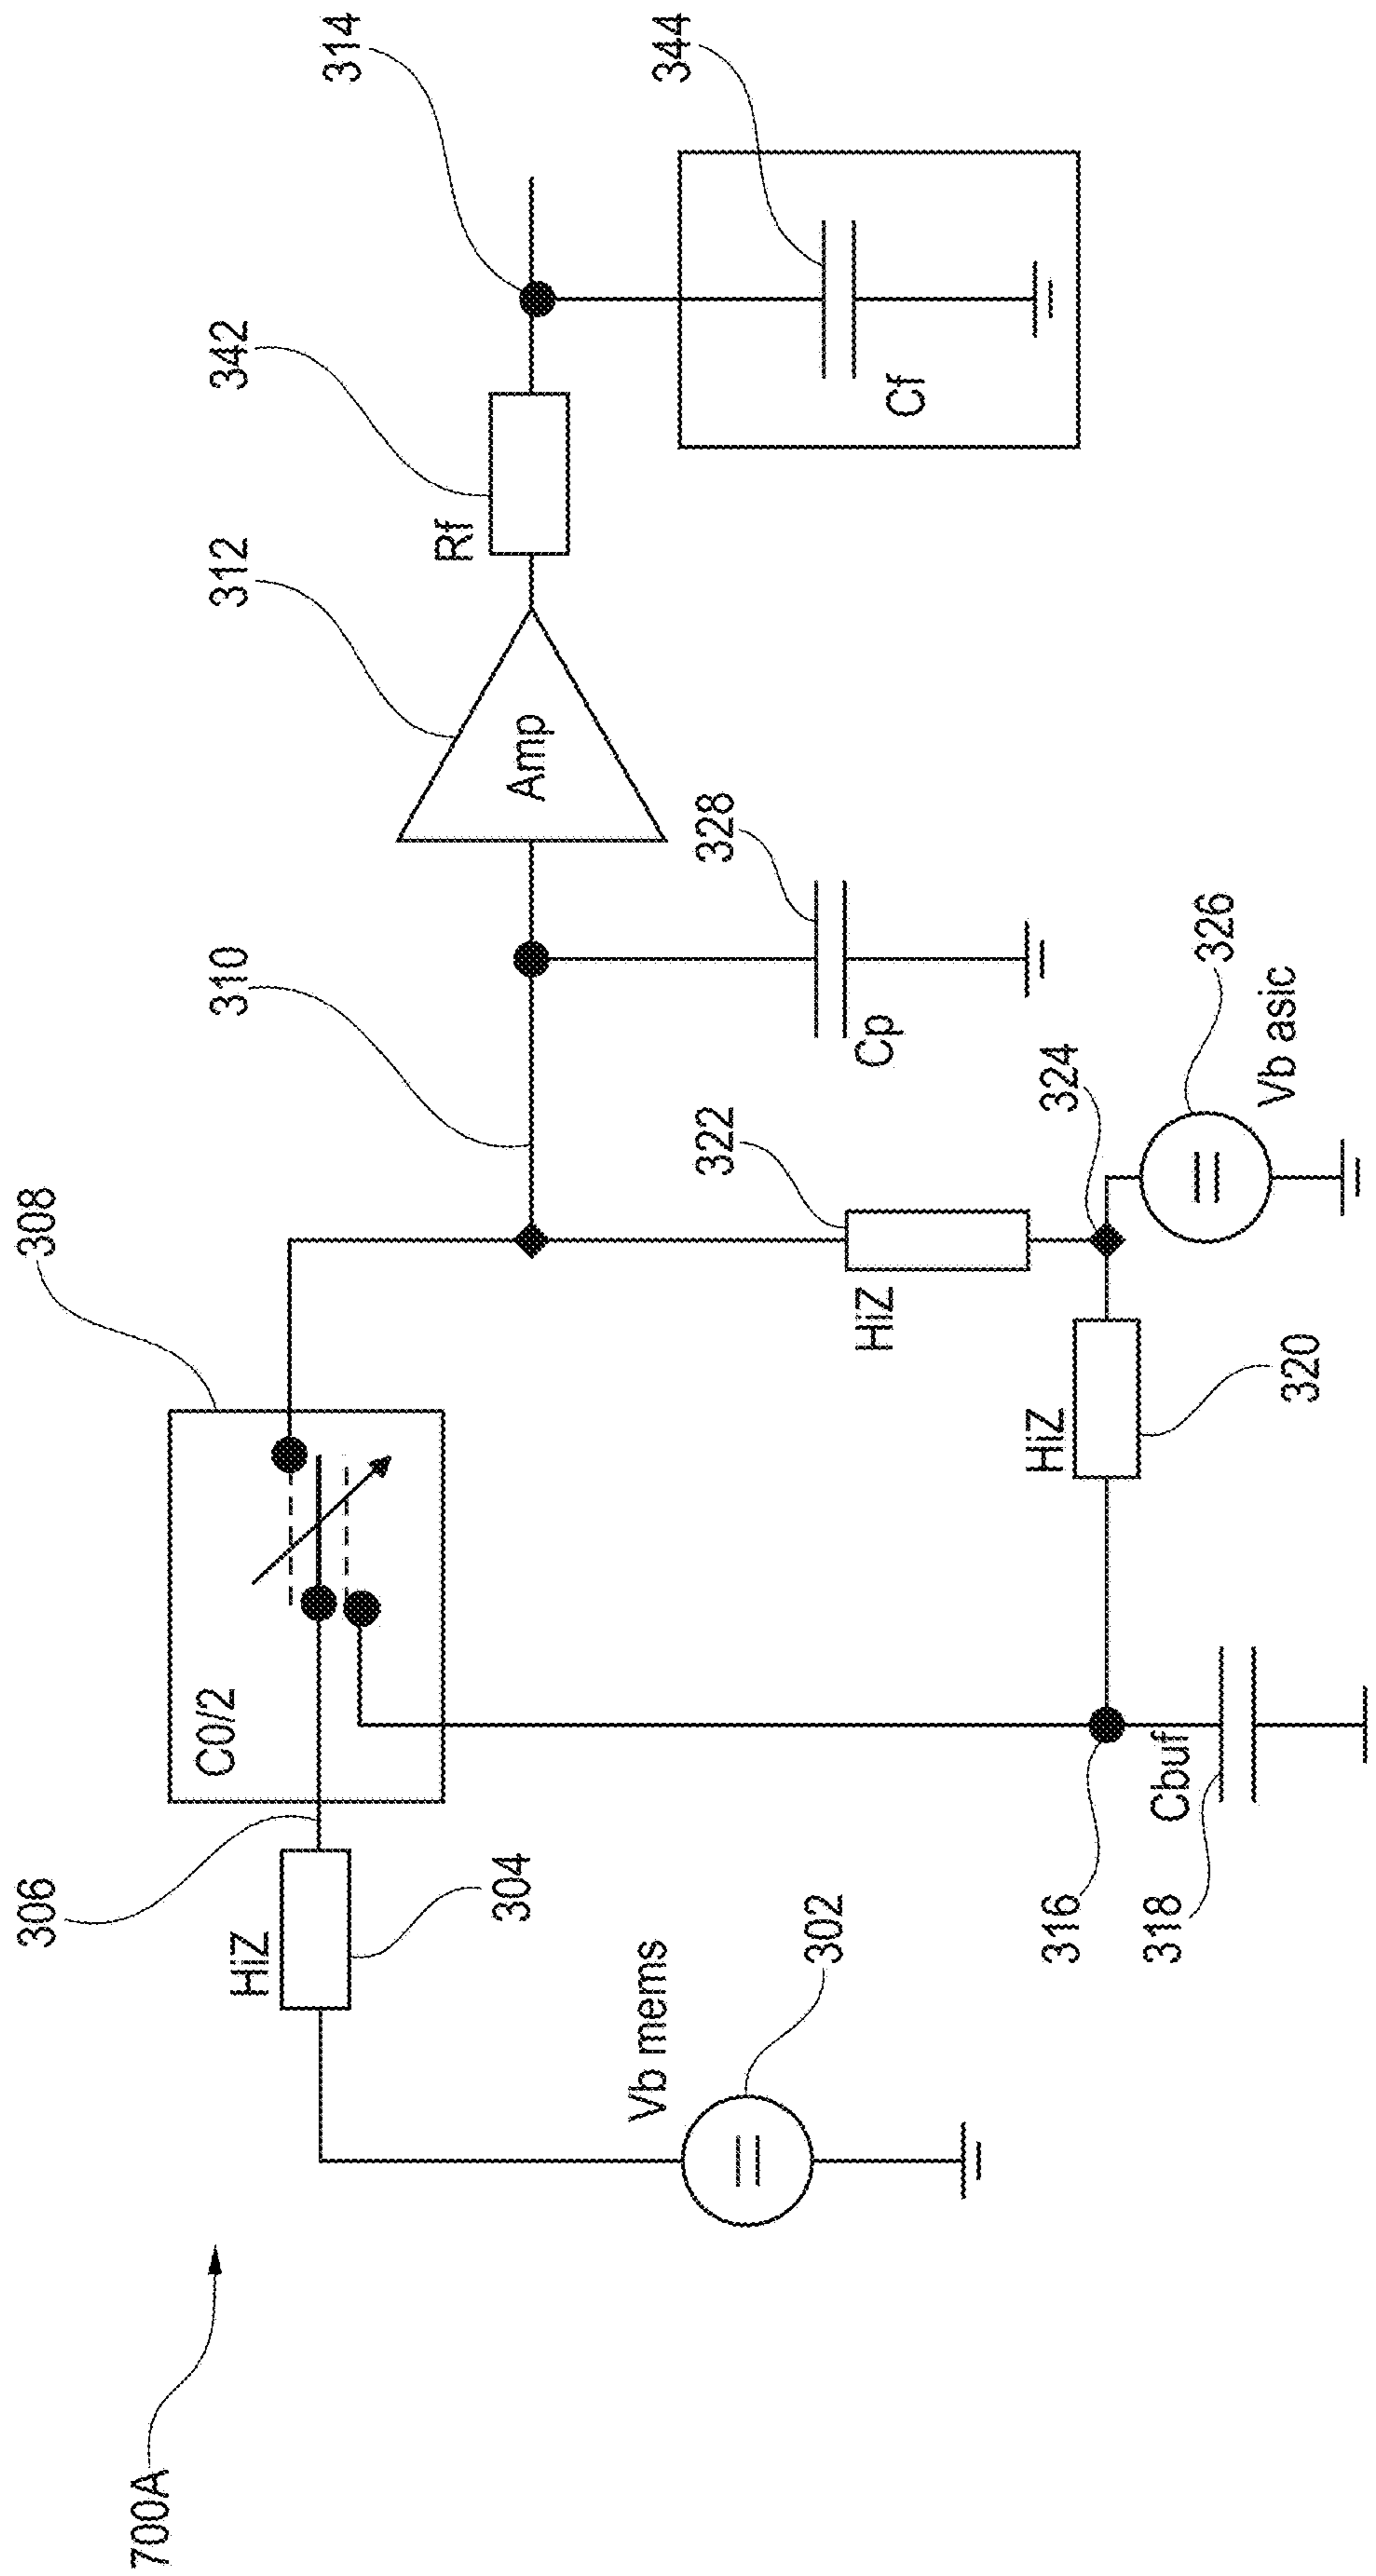 700A
306
308
310
312
342
314
344
HiZ
C0/2
304
Rf
Amp
Vb mems
302
322
328
Cp
Cf
HiZ
324
326
Vb asic
HiZ
320
316
318
Cbuf